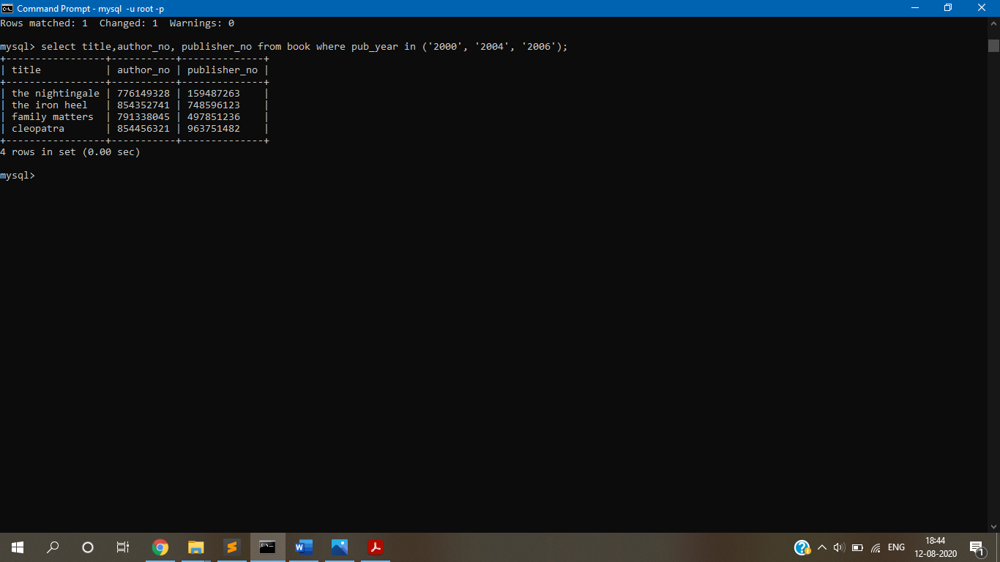 Command Prompt - mysql  -u root -p
Rows matched: 1  Changed: 1  Warnings: 0
mysql> select title,author_no, publisher_no from book where pub_year in ('2000', '2004', '2006');
+-----------------+-----------+--------------+
| title           | author_no | publisher_no |
+-----------------+-----------+--------------+
| the nightingale | 776149328 | 159487263    |
| the iron heel   | 854352741 | 748596123    |
| family matters  | 791338045 | 497851236    |
| cleopatra       | 854456321 | 963751482    |
+-----------------+-----------+--------------+
4 rows in set (0.00 sec)
mysql>
ENG
18:44
12-08-2020
1